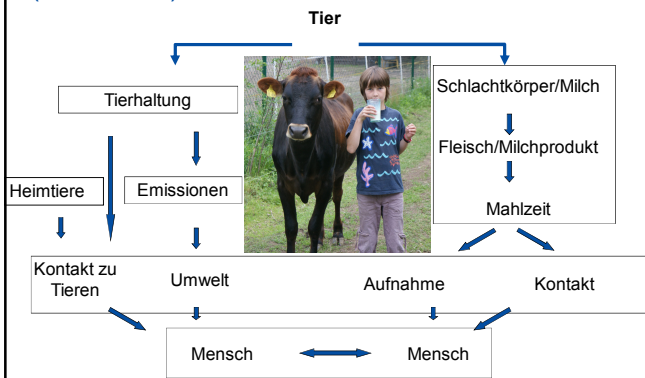 Tier
Tierhaltung
Schlachtkörper/Milch
Fleisch/Milchprodukt
Heimtiere
Emissionen
Mahlzeit
Kontakt zu
Tieren
Umwelt
Aufnahme
Kontakt
Mensch
Mensch